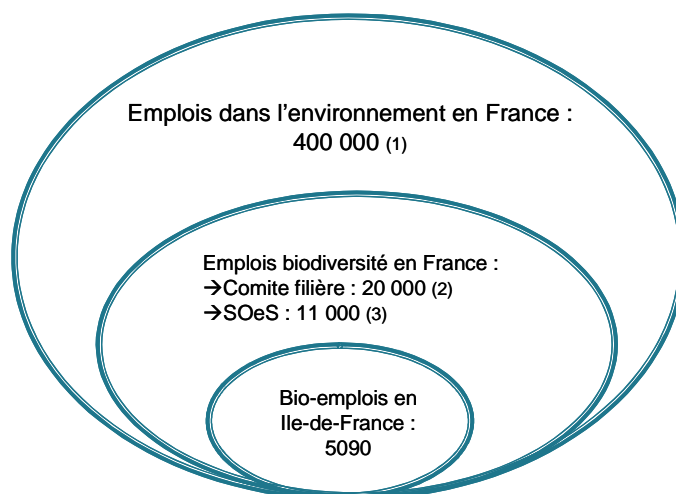 Emplois dans l'environnement en France :
400 000 (1)
Emplois biodiversité en France :
→Comite filière : 20 000 (2)
→SOeS : 11 000 (3)
Bio-emplois en
Ile-de-France :
5090